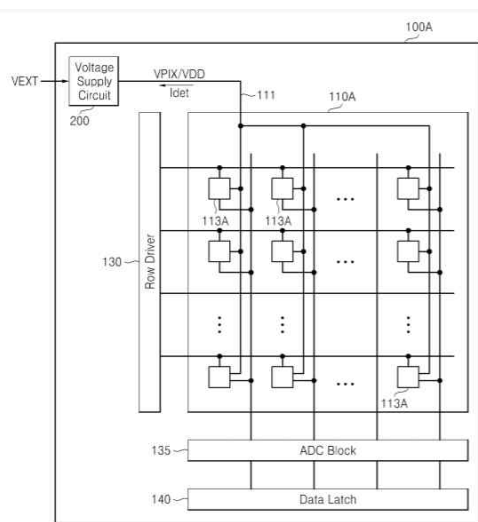 100A
VEXT
Voltage
Supply
Circuit
200
VPIX/VDD
Idet
111
110A
113A
113A
130
Row Driver
113A
135
ADC Block
140
Data Latch